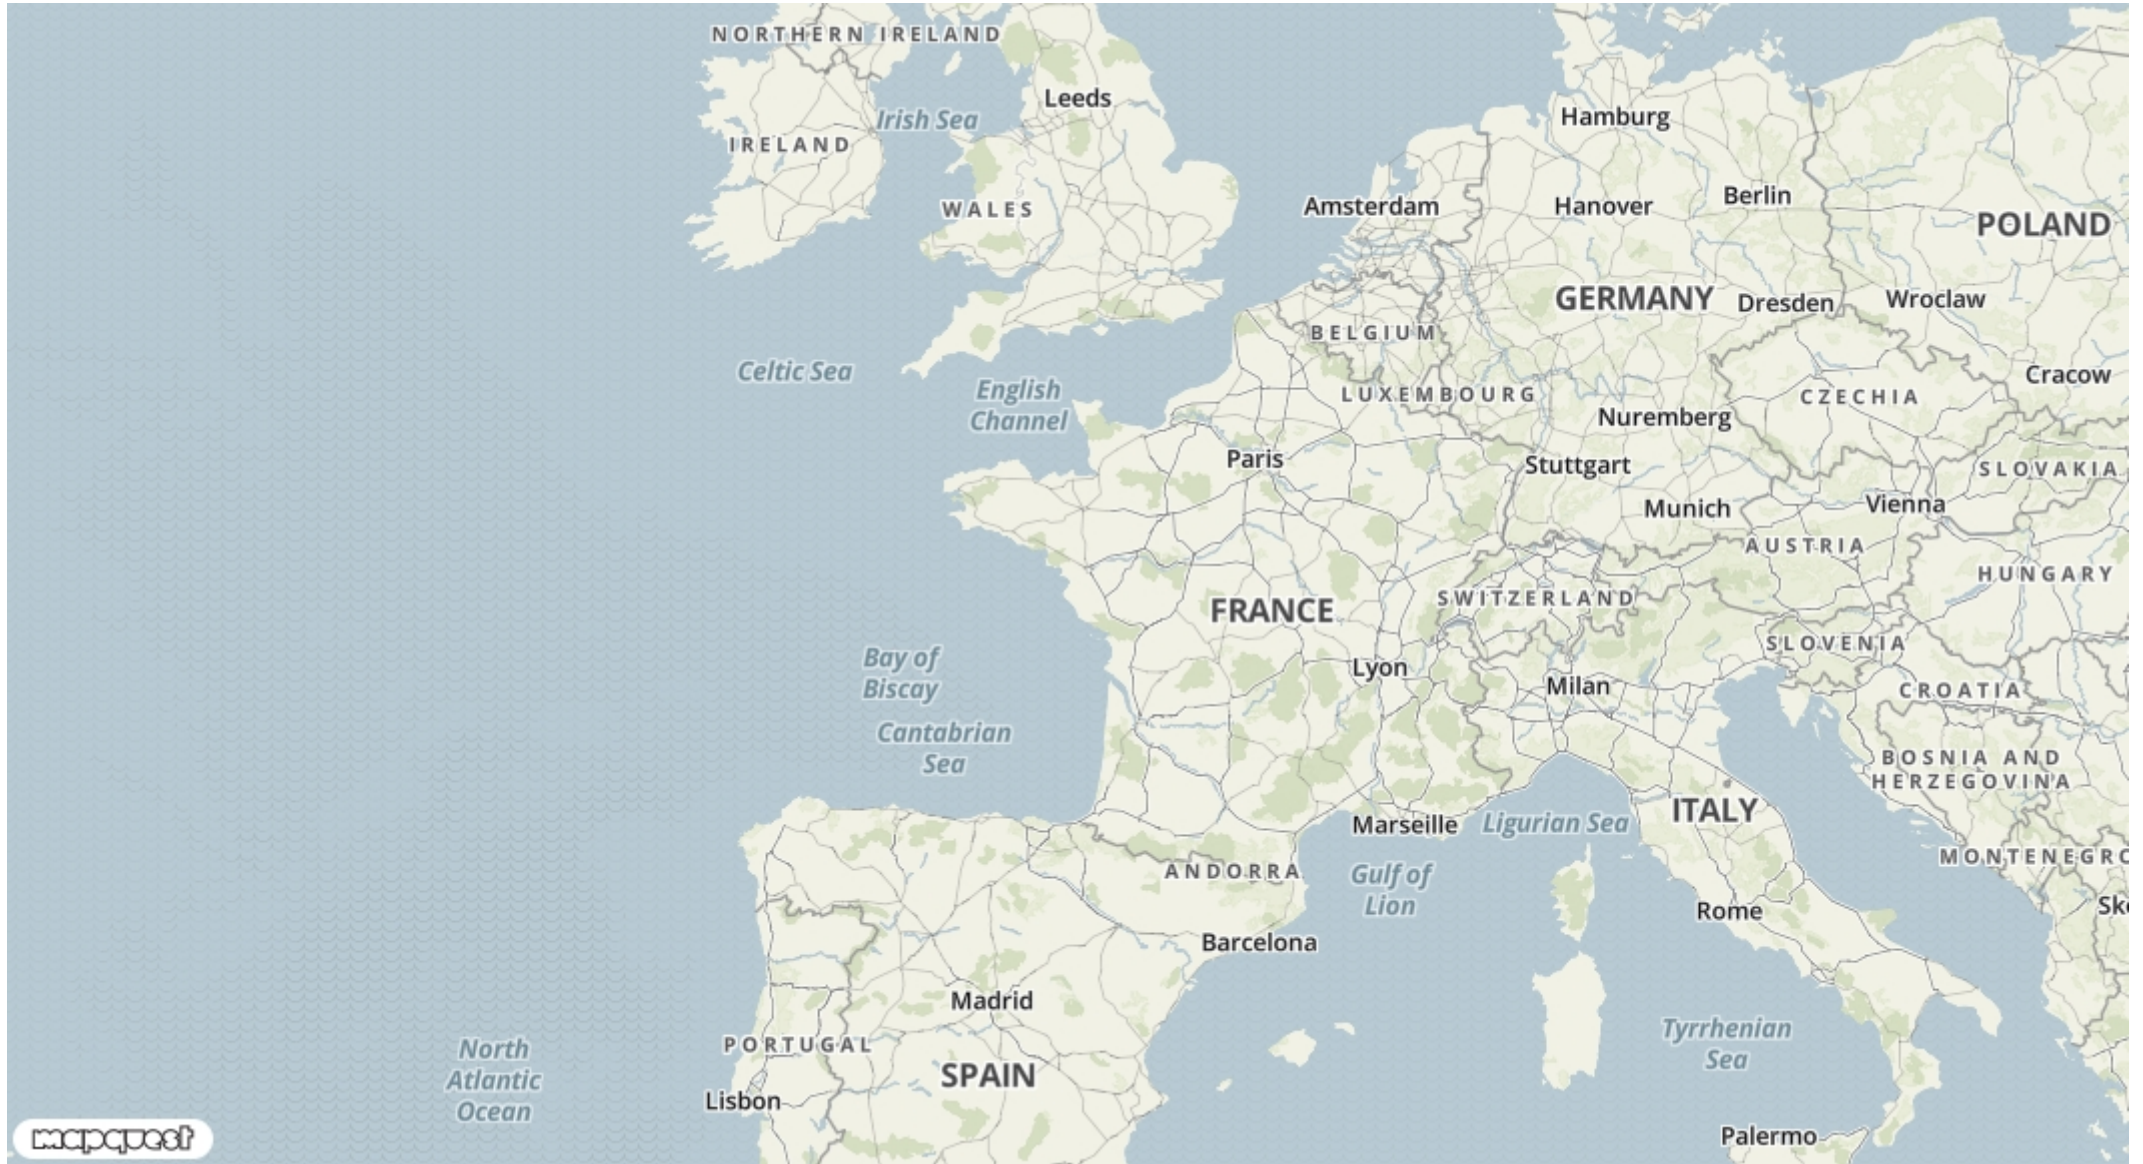 NORTHERN IRELAND
Leeds
Irish Sea
IRELAND
Hamburg
WALES
Amsterdam
Hanover
Berlin
POLAND
GERMANY
Dresden
Wroclaw
BELGIUM
Celtic Sea
English
Channel
LUXEMBOURG
Cracow
CZECHIA
Nuremberg
Paris
Stuttgart
SLOVAKIA
Munich
Vienna
AUSTRIA
HUNGARY
SWITZERLAND
FRANCE
SLOVENIA
Bay of
Biscay
Lyon
Milan
CROATIA
Cantabrian
Sea
BOSNIA AND
HERZEGOVINA
ITALY
Marseille
Ligurian Sea
MONTENEGRO
ANDORRA
Gulf of
Lion
Rome
Sk
Barcelona
Madrid
Tyrrhenian
Sea
PORTUGAL
North
Atlantic
Ocean
SPAIN
Lisbon
Palermo
mapquest